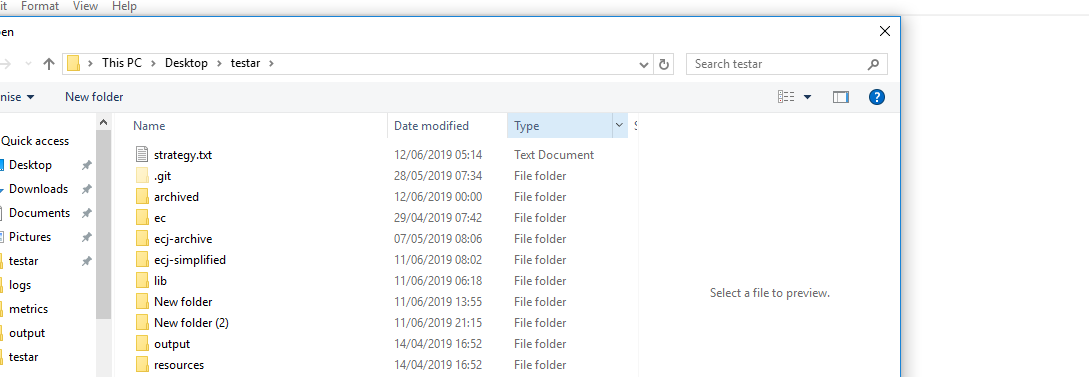 it Format View Help
pen
This PC Desktop testar Search testar
nise New folder
Name Date modified Type S
Quick access
Desktop
Downloads
Documents
Pictures
testar
logs
metrics
output
testar
strategy.txt 12/06/2019 05:14 Text Document
.git 28/05/2019 07:34 File folder
archived 12/06/2019 00:00 File folder
ec 29/04/2019 07:42 File folder
ecj-archive 07/05/2019 08:06 File folder
ecj-simplified 11/06/2019 08:02 File folder
lib 11/06/2019 06:18 File folder
New folder 11/06/2019 13:55 File folder
New folder (2) 11/06/2019 21:15 File folder
output 14/04/2019 16:52 File folder
resources 14/04/2019 16:52 File folder
Select a file to preview.